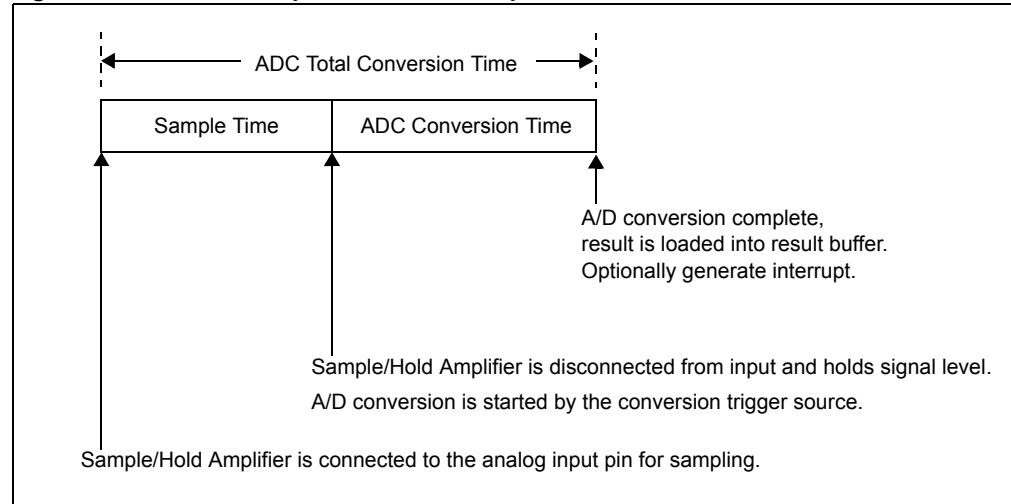 ADC Total Conversion Time
Sample Time
ADC Conversion Time
A/D conversion complete,
result is loaded into result buffer.
Optionally generate interrupt.
Sample/Hold Amplifier is disconnected from input and holds signal level.
A/D conversion is started by the conversion trigger source.
Sample/Hold Amplifier is connected to the analog input pin for sampling.